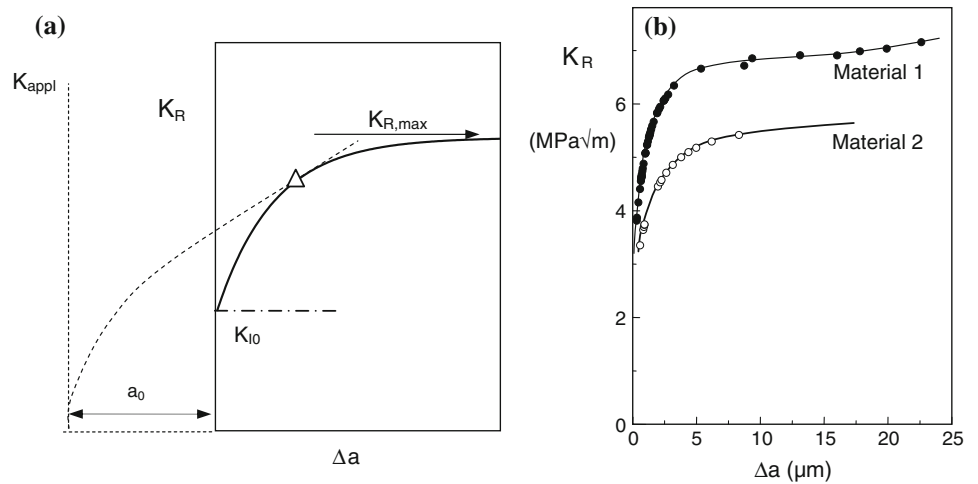 (a)
K_appl
K_R
K_R,max
K_I0
a_0
Δa
(b)
K_R
(MPa√m)
Material 1
Material 2
6
4
2
0
0 5 10 15 20 25
Δa (μm)